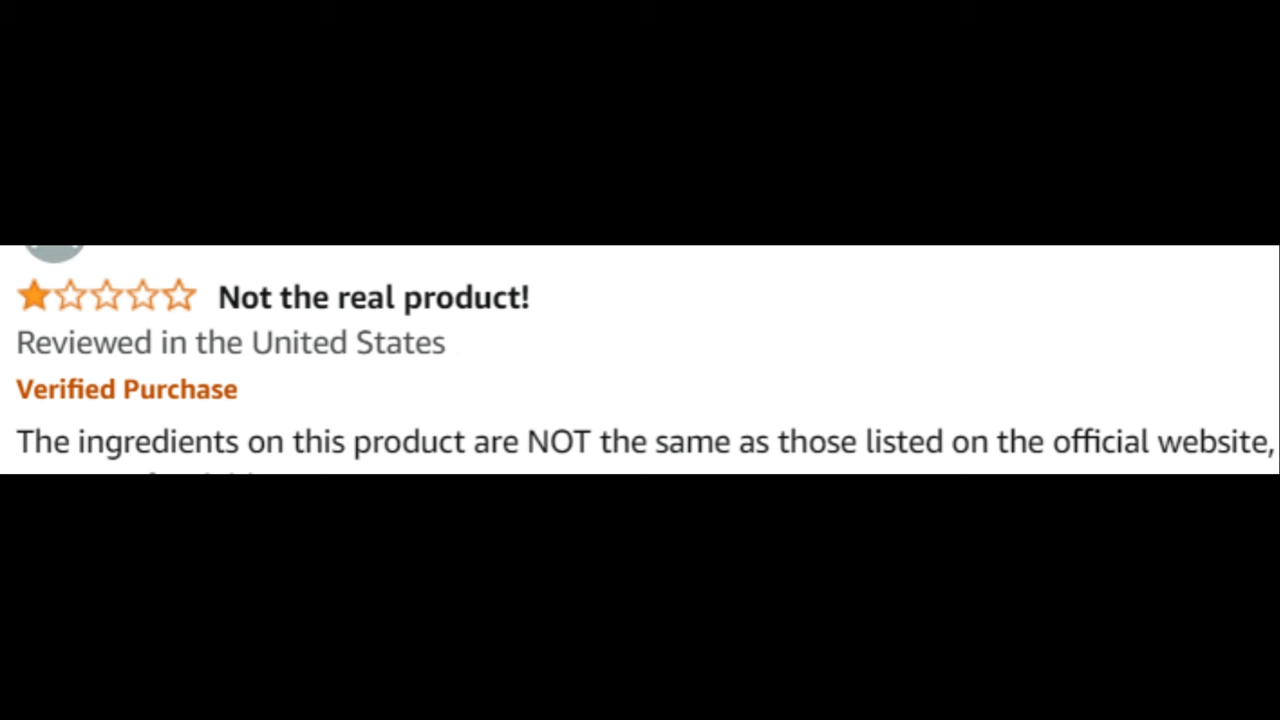 Not the real product!
Reviewed in the United States
Verified Purchase
The ingredients on this product are NOT the same as those listed on the official website,